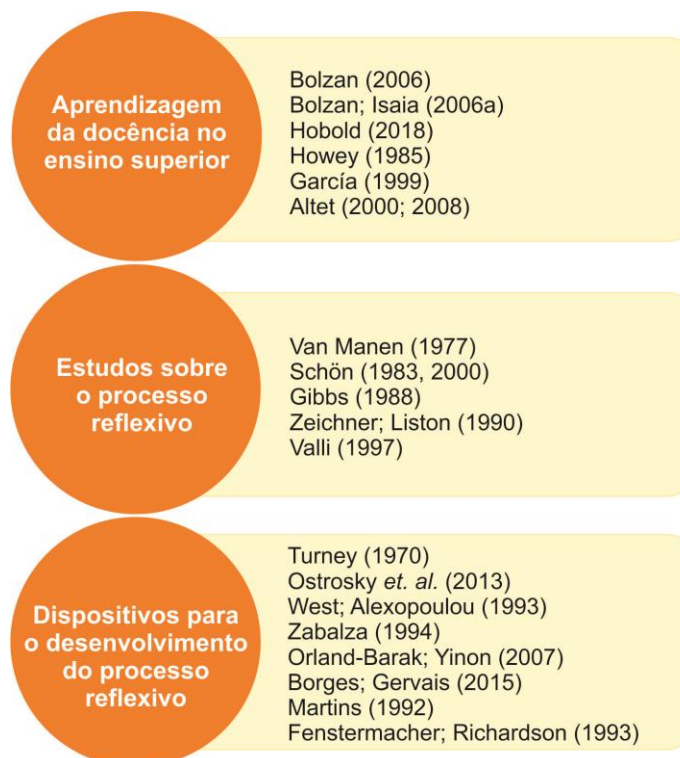 Aprendizagem
da docência no
ensino superior
Bolzan (2006)
Bolzan; Isaia (2006a)
Hobold (2018)
Howey (1985)
García (1999)
Altet (2000; 2008)
Estudos sobre
o processo
reflexivo
Van Manen (1977)
Schön (1983, 2000)
Gibbs (1988)
Zeichner; Liston (1990)
Valli (1997)
Dispositivos para
o desenvolvimento
do processo
reflexivo
Turney (1970)
Ostrosky et. al. (2013)
West; Alexopoulou (1993)
Zabalza (1994)
Orland-Barak; Yinon (2007)
Borges; Gervais (2015)
Martins (1992)
Fenstermacher; Richardson (1993)